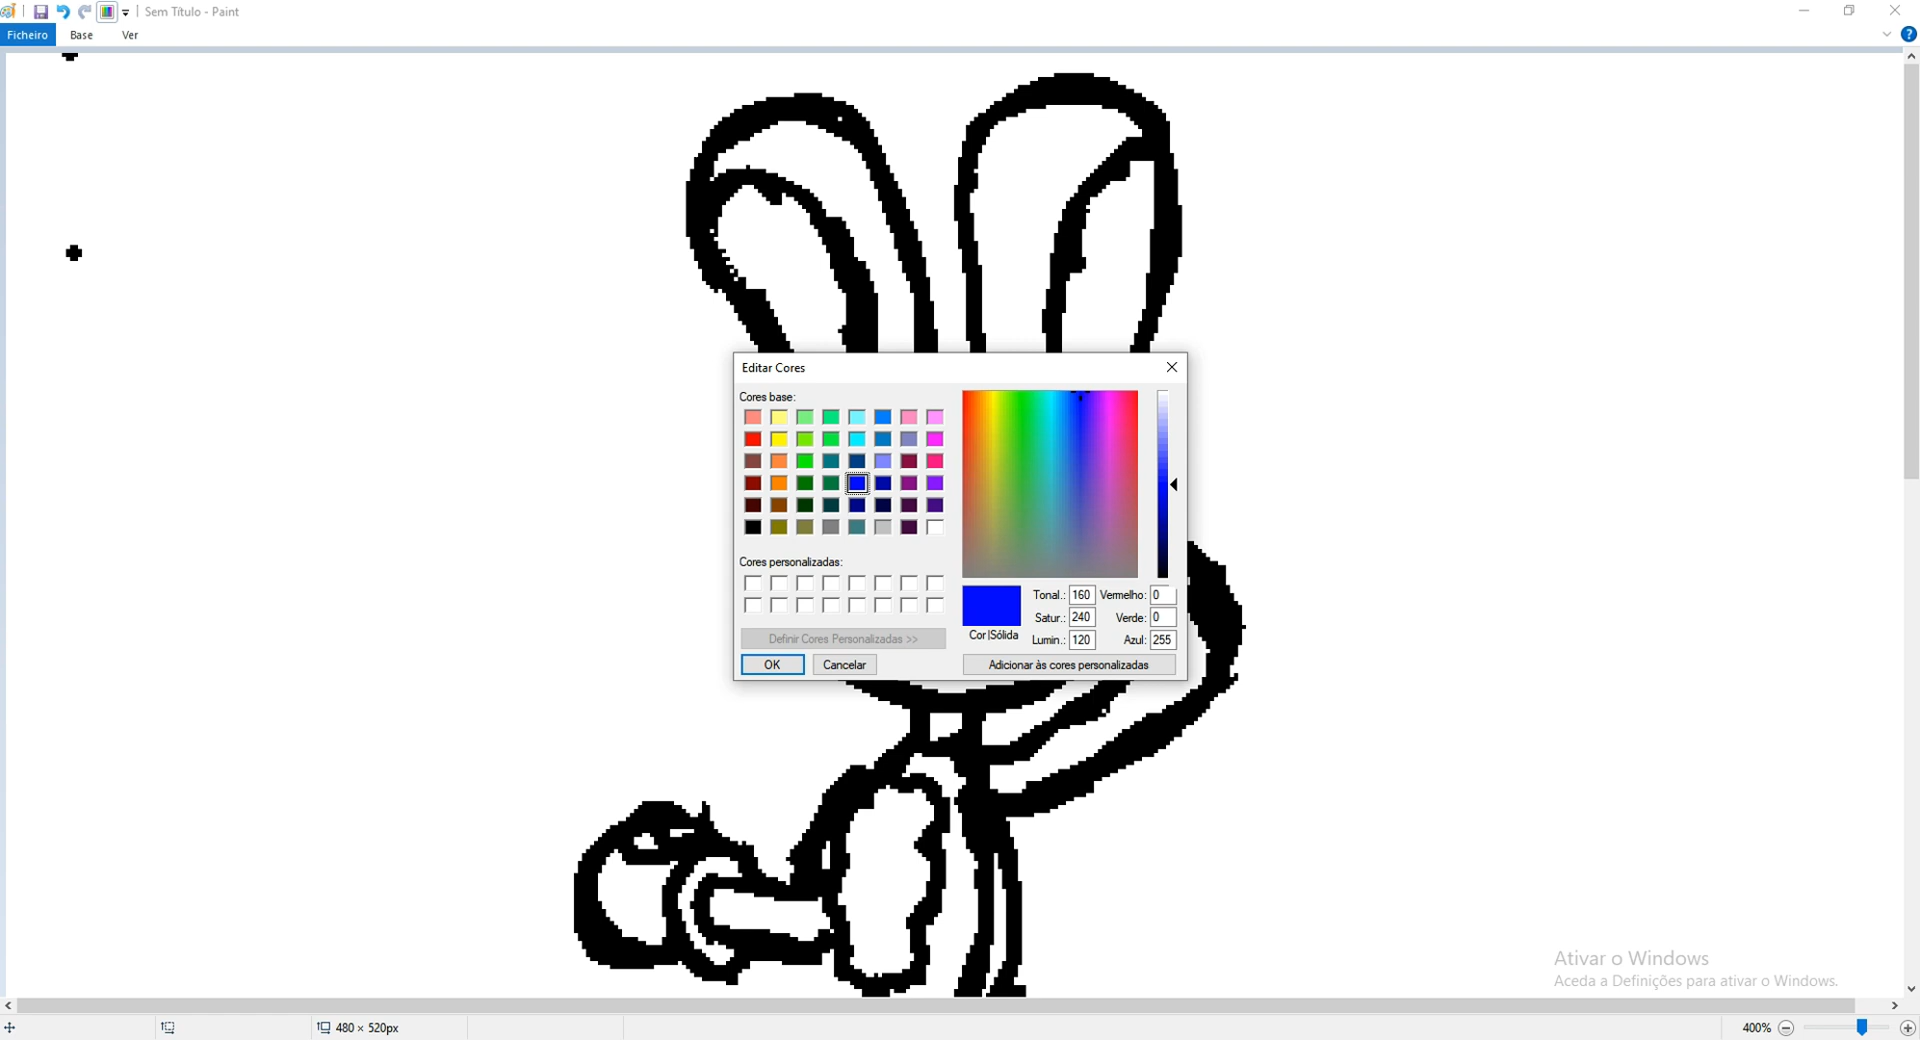 Sem Título - Paint
Ficheiro Base Ver
Editar Cores
Cores base:
Cores personalizadas:
Definir Cores Personalizadas >>
OK Cancelar
Cor|Sólida
Tonal.: 160 Vermelho: 0
Satur.: 240 Verde: 0
Lumin.: 120 Azul: 255
Adicionar às cores personalizadas
Ativar o Windows
Aceda a Definições para ativar o Windows.
480 × 520px
400%